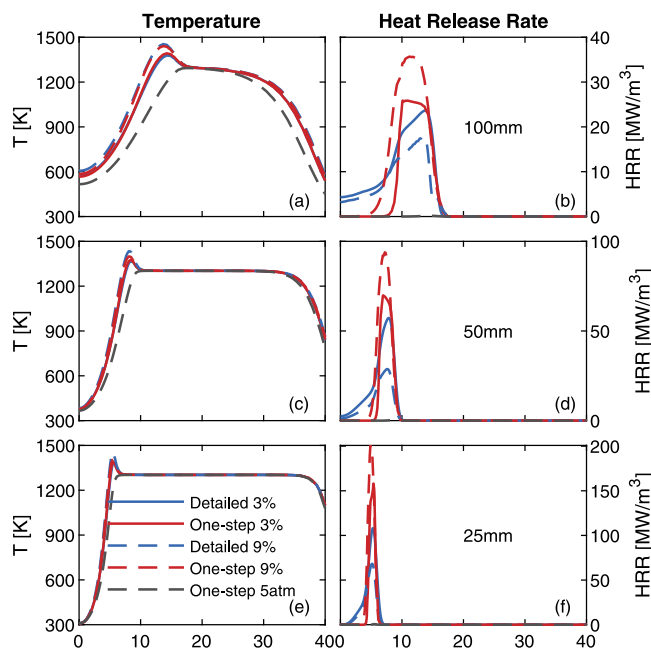 Temperature
Heat Release Rate
1500
1200
900
600
300
T [K]
(a)
40
30
20
10
0
HRR [MW/m³]
100mm
(b)
1500
1200
900
600
300
T [K]
(c)
100
50
0
HRR [MW/m³]
50mm
(d)
1500
1200
900
600
300
T [K]
Detailed 3%
One-step 3%
Detailed 9%
One-step 9%
One-step 5atm
(e)
0 10 20 30 40
200
150
100
50
0
HRR [MW/m³]
25mm
(f)
0 10 20 30 40